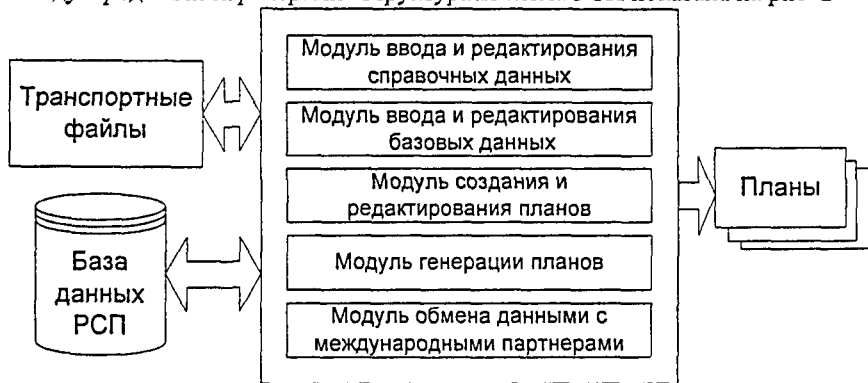 Транспортные
файлы
База
данных
РСП
Модуль ввода и редактирования
справочных данных
Модуль ввода и редактирования
базовых данных
Модуль создания и
редактирования планов
Модуль генерации планов
Модуль обмена данными с
международными партнерами
Планы